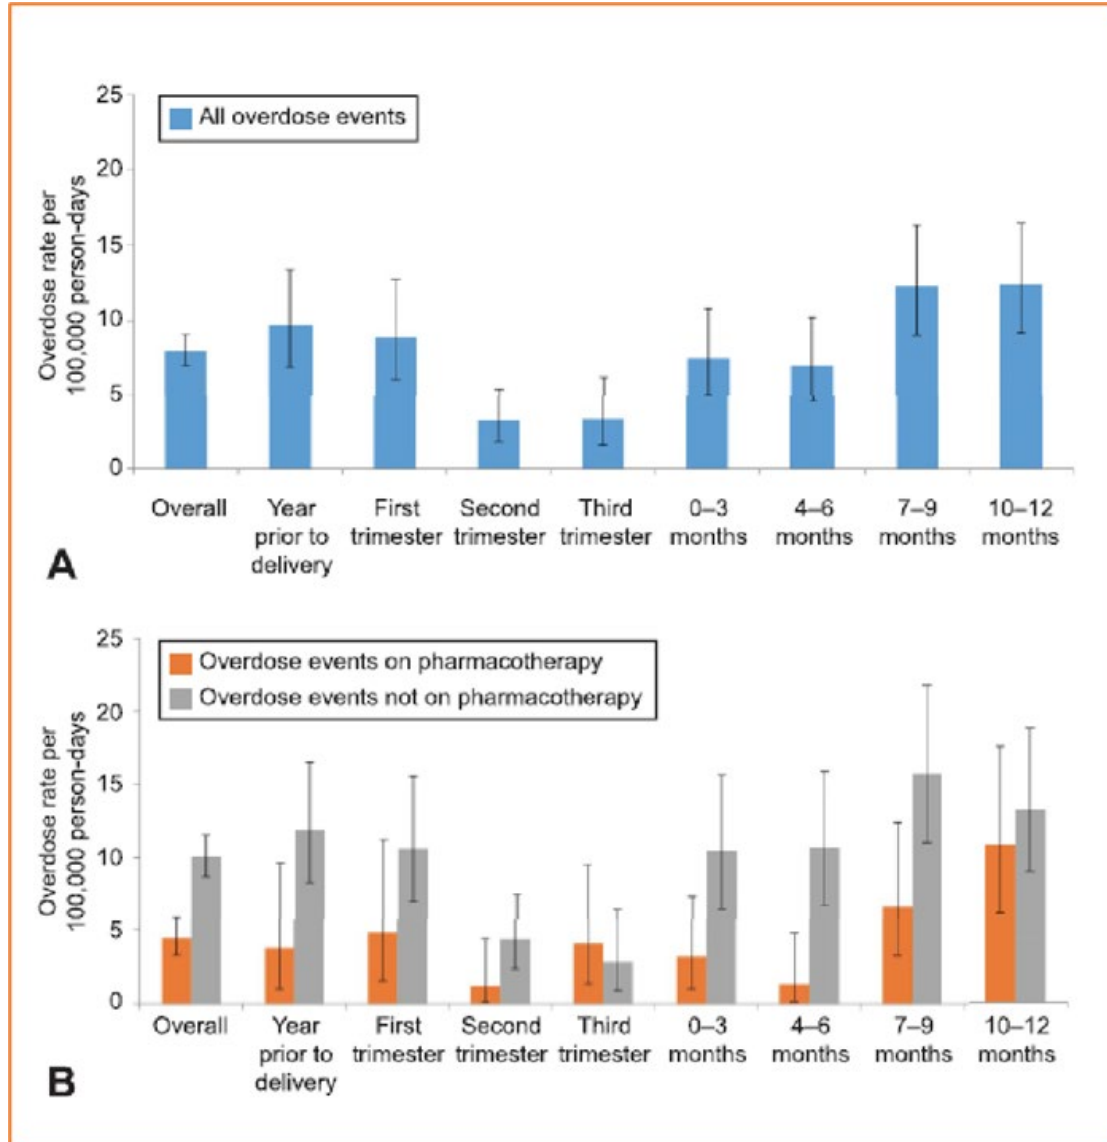 25
All overdose events
20
15
10
5
0
Overdose rate per
100,000 person-days
Overall
Year
prior to
delivery
First
trimester
Second
trimester
Third
trimester
0–3
months
4–6
months
7–9
months
10–12
months
A
25
Overdose events on pharmacotherapy
Overdose events not on pharmacotherapy
20
15
10
5
0
Overdose rate per
100,000 person-days
Overall
Year
prior to
delivery
First
trimester
Second
trimester
Third
trimester
0–3
months
4–6
months
7–9
months
10–12
months
B